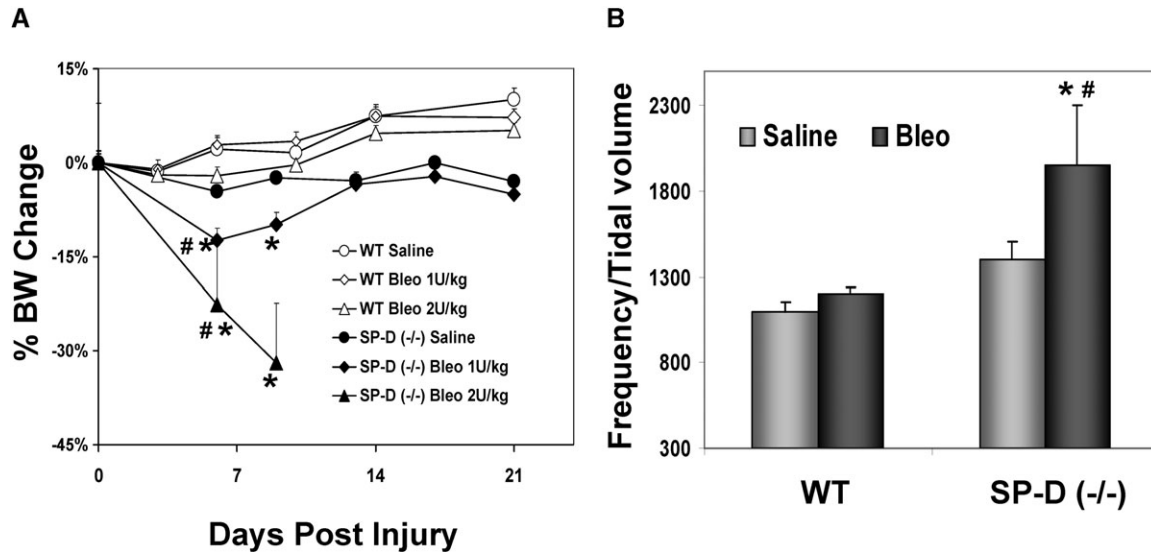 A
15%
0%
-15%
-30%
-45%
% BW Change
# *
*
# *
*
WT Saline
WT Bleo 1U/kg
WT Bleo 2U/kg
SP-D (-/-) Saline
SP-D (-/-) Bleo 1U/kg
SP-D (-/-) Bleo 2U/kg
0 7 14 21
Days Post Injury
B
Frequency/Tidal volume
2300
1800
1300
800
300
Saline Bleo
* #
WT SP-D (-/-)